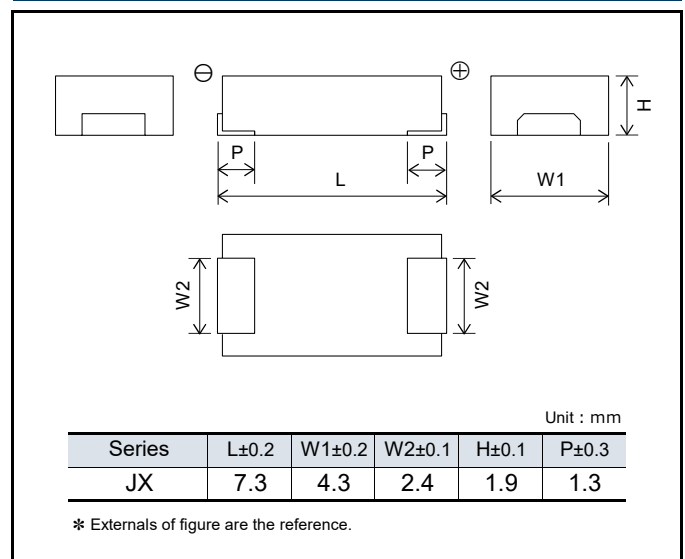 ⊖ ⊕
H
P P
L
W1
W2 W2
Unit : mm
Series L±0.2 W1±0.2 W2±0.1 H±0.1 P±0.3
JX 7.3 4.3 2.4 1.9 1.3
✻ Externals of figure are the reference.